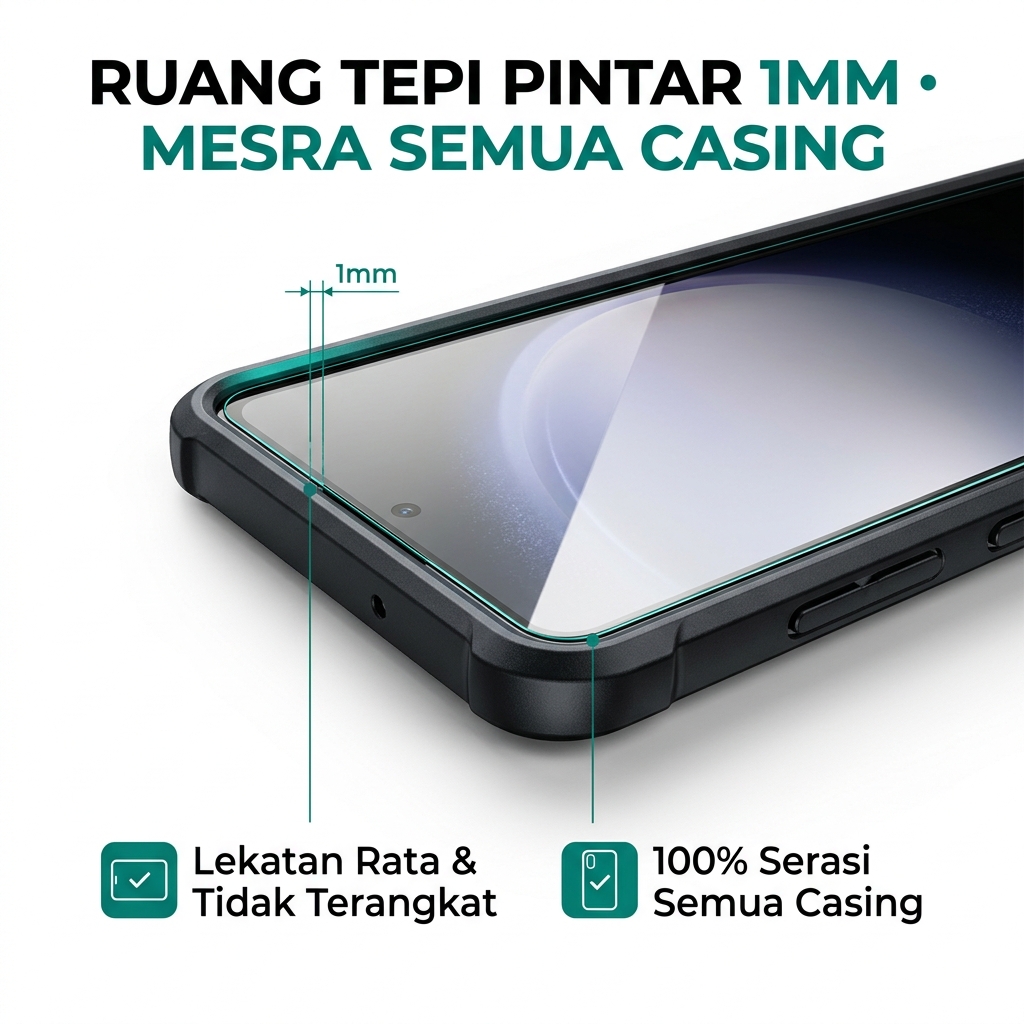 RUANG TEPI PINTAR 1MM •
MESRA SEMUA CASING
1mm
Lekatan Rata &
Tidak Terangkat
100% Serasi
Semua Casing